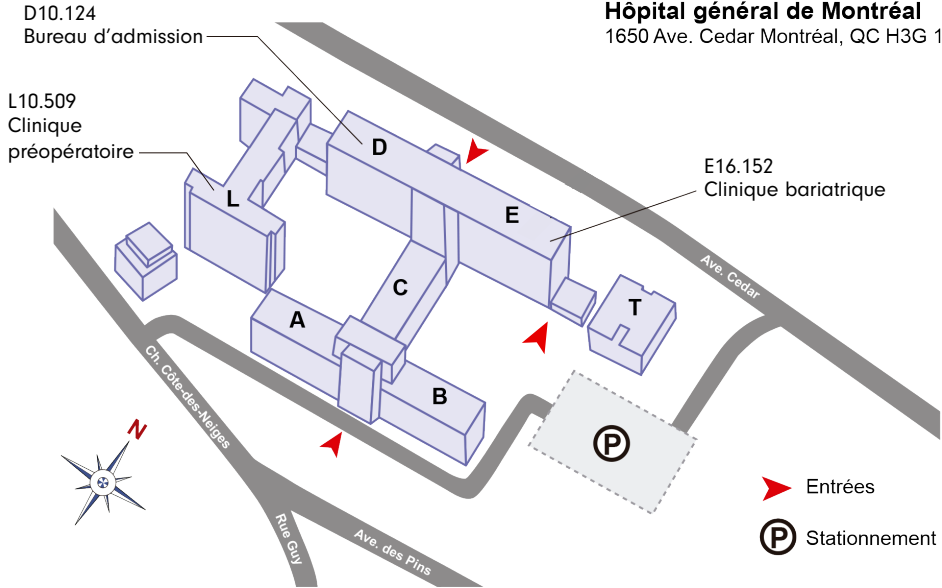 D10.124
Bureau d'admission
Hôpital général de Montréal
1650 Ave. Cedar Montréal, QC H3G 1
L10.509
Clinique
préopératoire
D
E16.152
Clinique bariatrique
L
E
Ave. Cedar
C
A
T
Ch. Côte-des-Neiges
B
N
P
Entrées
Rue Guy
Ave. des Pins
P
Stationnement